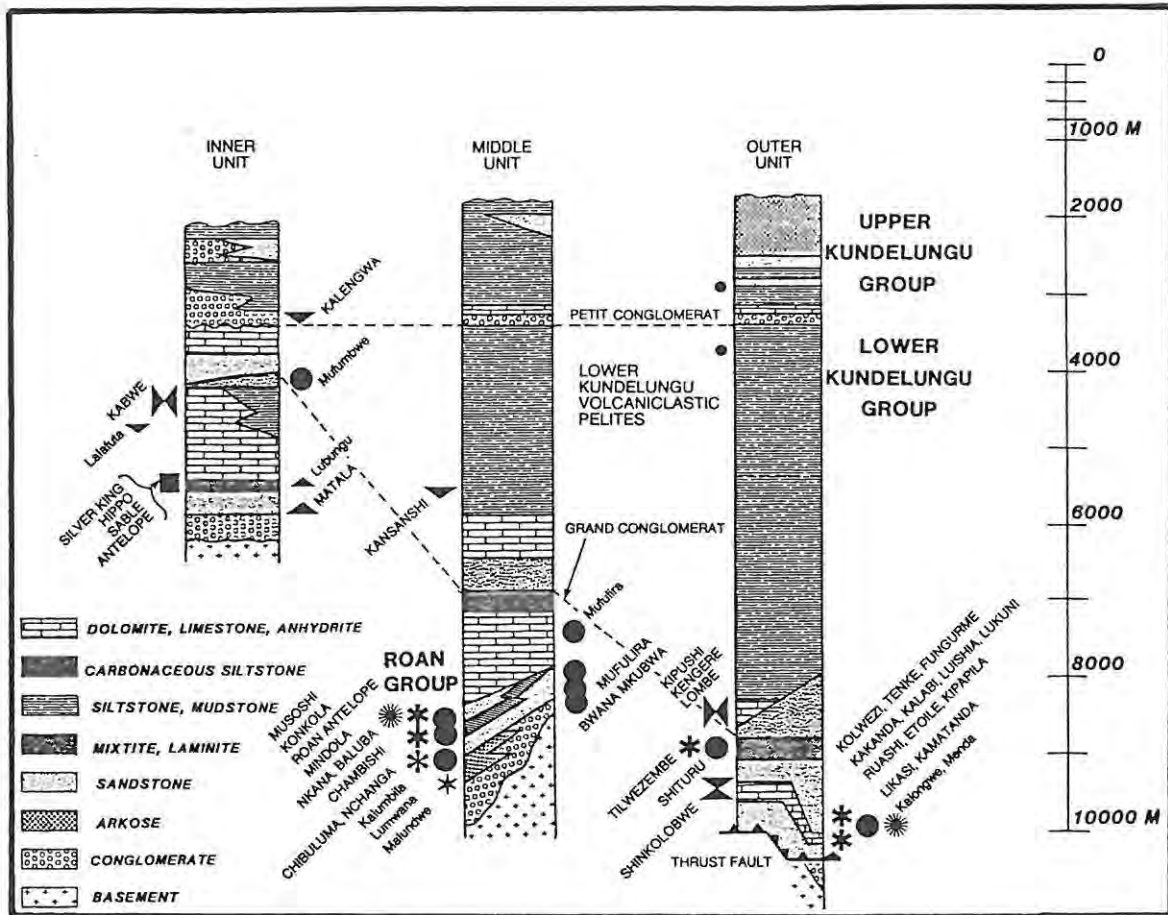 0
1000 M
2000
4000
6000
8000
10000 M
INNER
UNIT
MIDDLE
UNIT
OUTER
UNIT
UPPER
KUNDELUNGU
GROUP
LOWER
KUNDELUNGU
GROUP
PETIT CONGLOMERAT
LOWER
KUNDELUNGU
VOLCANICLASTIC
PELITES
GRAND CONGLOMERAT
KALENGWA
Mufumbwe
KABWE
Lalafuta
Lubungu
MATALA
SILVER KING
HIPPO
SABLE
ANTELOPE
KANSANSHI
ROAN
GROUP
Mufulira
MUFULIRA
BWANA MKUBWA
MUSOSHI
KONKOLA
ROAN ANTELOPE
MINDOLA
NKANA, BALUBA
CHAMBISHI
CHIBULUMA, NCHANGA
Kalumbila
Lumwana
Malundwe
KIPUSHI
KENGERE
LOMBE
TILWEZEMBE
SHITURU
SHINKOLOBWE
THRUST FAULT
KOLWEZI, TENKE, FUNGURME
KAKANDA, KALABI, LUISHIA, LUKUNI
RUASHI, ETOILE, KIPAPILA
LIKASI, KAMATANDA
Kalongwe, Menda
DOLOMITE, LIMESTONE, ANHYDRITE
CARBONACEOUS SILTSTONE
SILTSTONE, MUDSTONE
MIXTITE, LAMINITE
SANDSTONE
ARKOSE
CONGLOMERATE
BASEMENT